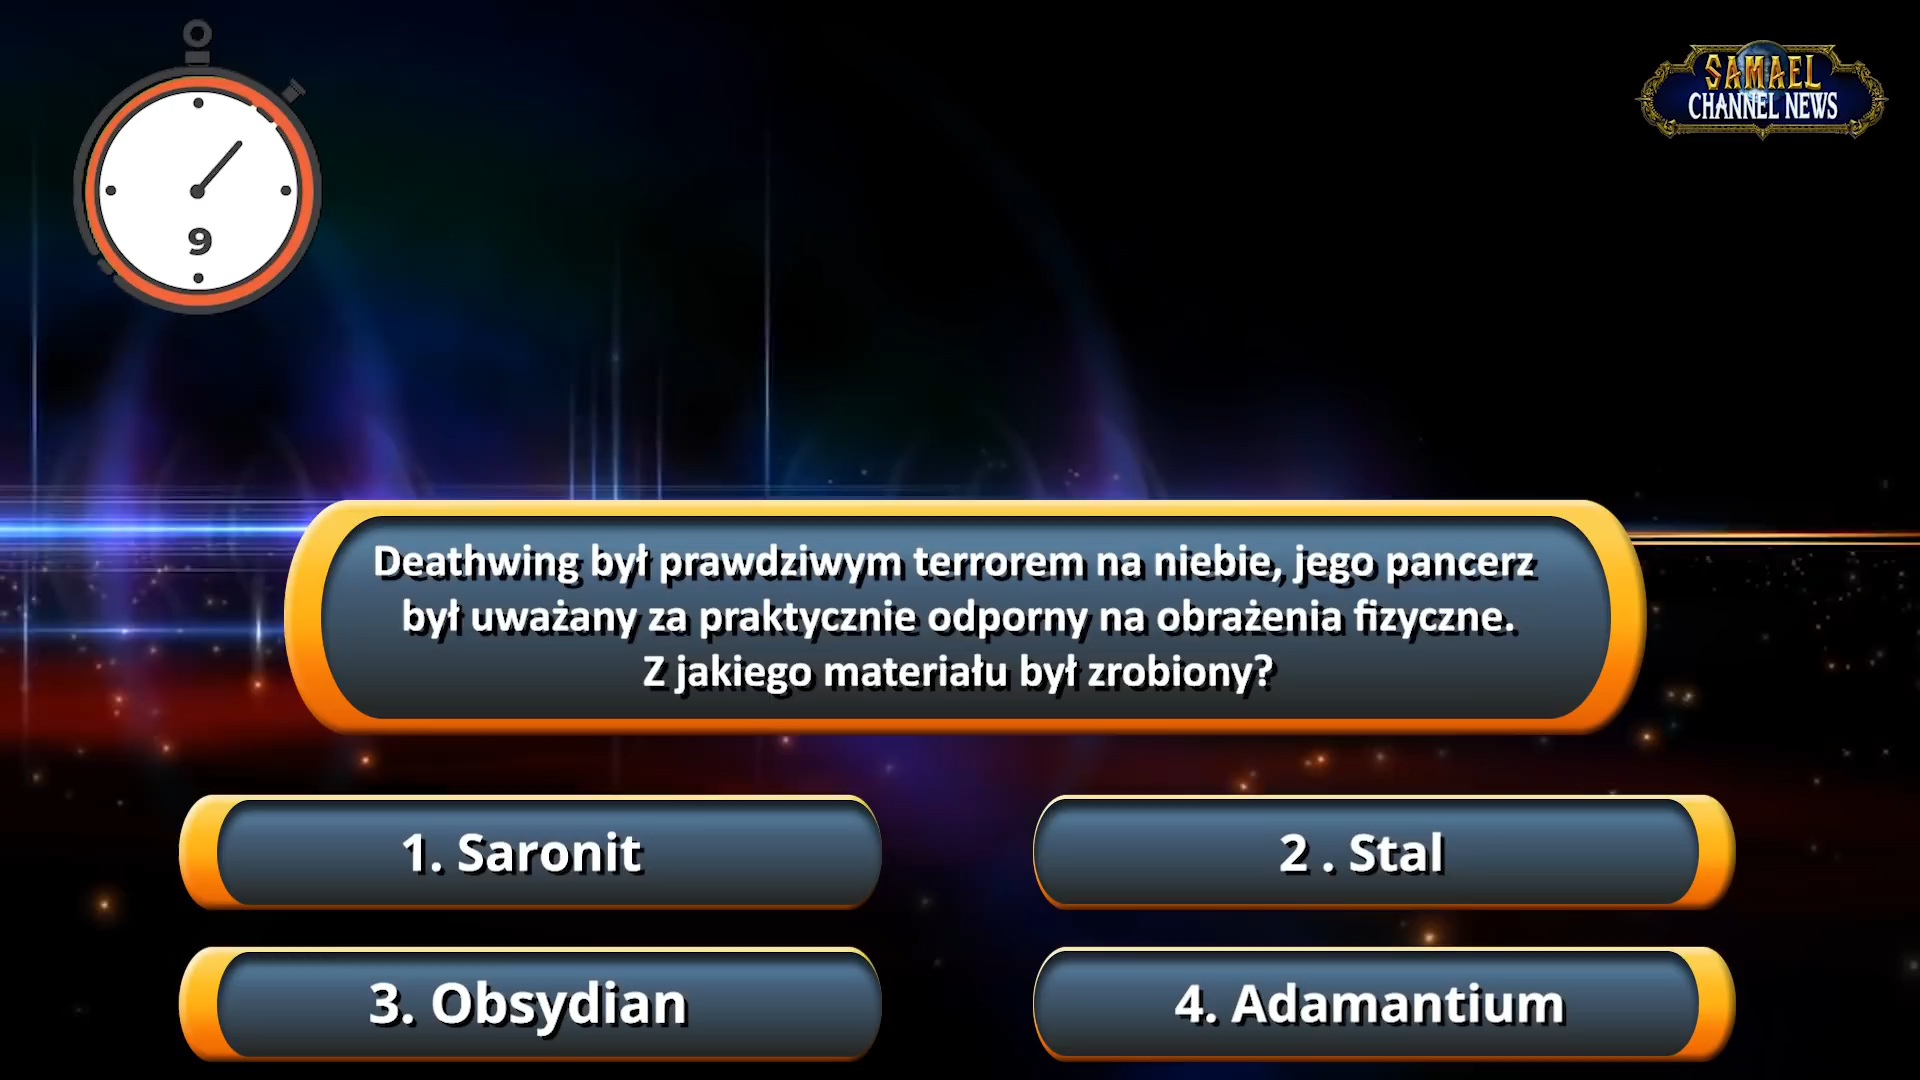 SAMAEL
CHANNEL NEWS
9
Deathwing był prawdziwym terrorem na niebie, jego pancerz
był uważany za praktycznie odporny na obrażenia fizyczne.
Z jakiego materiału był zrobiony?
1. Saronit
2 . Stal
3. Obsydian
4. Adamantium